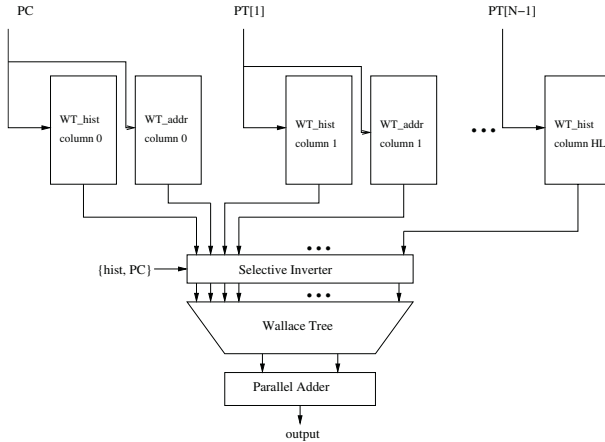 PC
PT[1]
PT[N−1]
WT_hist
column 0
WT_addr
column 0
WT_hist
column 1
WT_addr
column 1
WT_hist
column HL
{hist, PC}
Selective Inverter
Wallace Tree
Parallel Adder
output